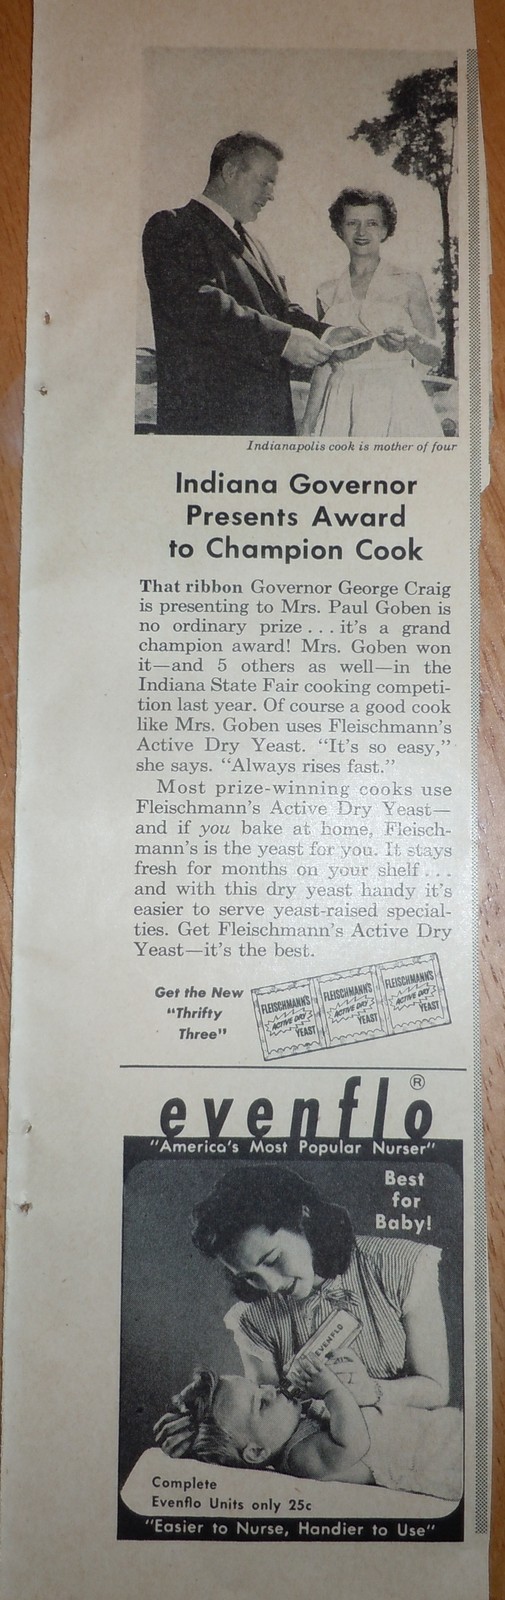 Indianapolis cook is mother of four
Indiana Governor
Presents Award
to Champion Cook
That ribbon Governor George Craig
is presenting to Mrs. Paul Goben is
no ordinary prize . . . it's a grand
champion award! Mrs. Goben won
it—and 5 others as well—in the
Indiana State Fair cooking competi-
tion last year. Of course a good cook
like Mrs. Goben uses Fleischmann's
Active Dry Yeast. "It's so easy,"
she says. "Always rises fast."
Most prize-winning cooks use
Fleischmann's Active Dry Yeast—
and if you bake at home, Fleisch-
mann's is the yeast for you. It stays
fresh for months on your shelf . . .
and with this dry yeast handy it's
easier to serve yeast-raised special-
ties. Get Fleischmann's Active Dry
Yeast—it's the best.
Get the New
"Thrifty
Three"
FLEISCHMANN'S
ACTIVE DRY
YEAST
FLEISCHMANN'S
ACTIVE DRY
YEAST
FLEISCHMANN'S
ACTIVE DRY
YEAST
evenflo®
"America's Most Popular Nurser"
Best
for
Baby!
EVENFLO
Complete
Evenflo Units only 25c
"Easier to Nurse, Handier to Use"